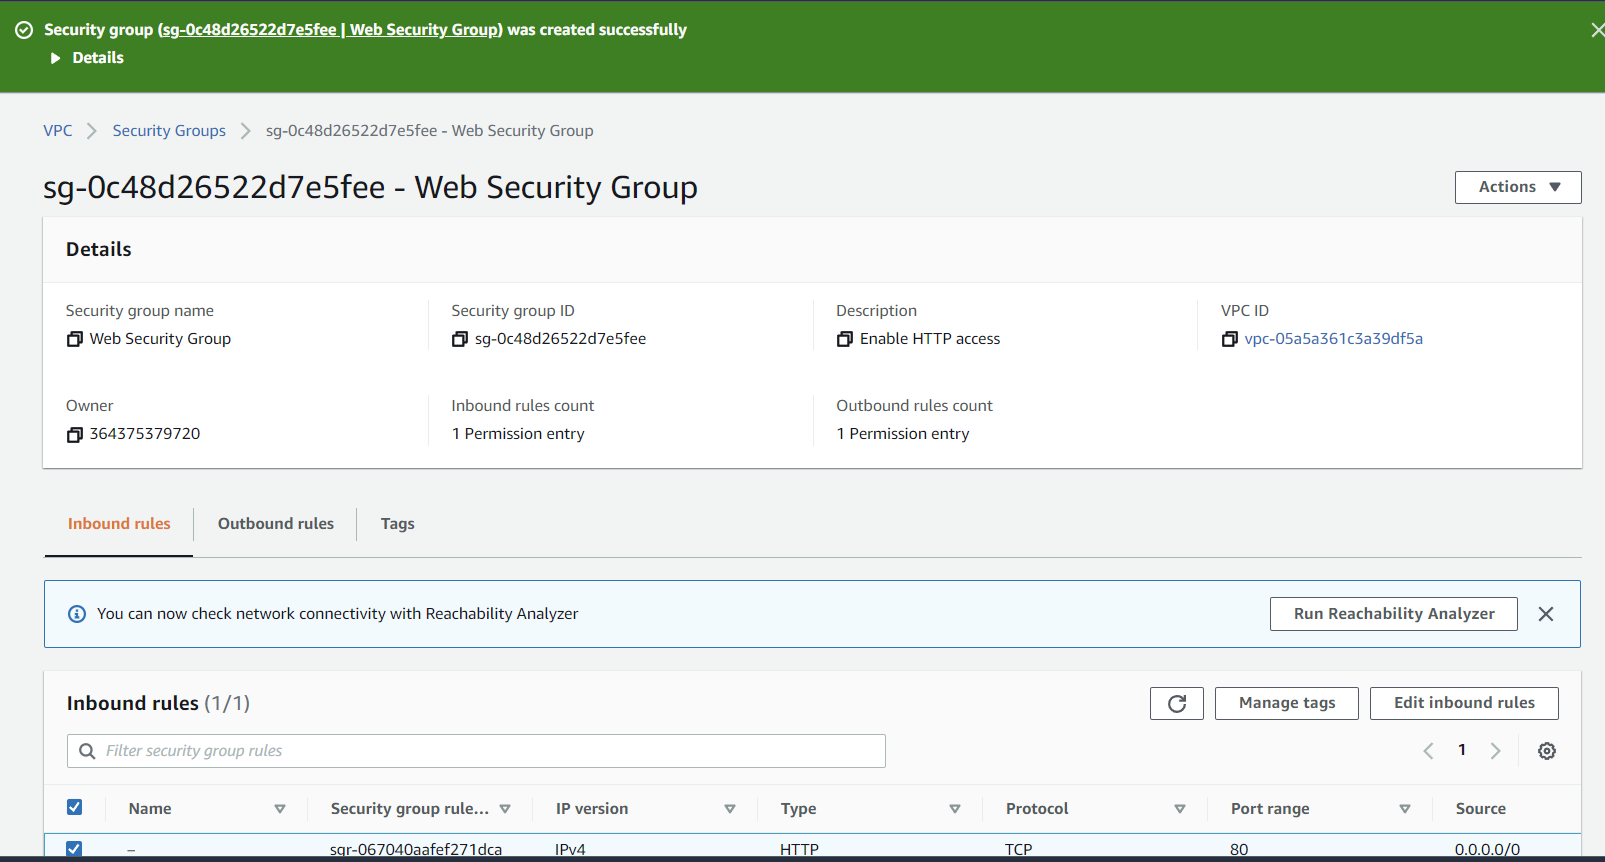 Security group (sg-0c48d26522d7e5fee | Web Security Group) was created successfully
Details
VPC > Security Groups > sg-0c48d26522d7e5fee - Web Security Group
sg-0c48d26522d7e5fee - Web Security Group
Actions
Details
Security group name Security group ID Description VPC ID
Web Security Group sg-0c48d26522d7e5fee Enable HTTP access vpc-05a5a361c3a39df5a
Owner Inbound rules count Outbound rules count
364375379720 1 Permission entry 1 Permission entry
Inbound rules Outbound rules Tags
You can now check network connectivity with Reachability Analyzer Run Reachability Analyzer
Inbound rules (1/1) Manage tags Edit inbound rules
Filter security group rules 1
Name Security group rule... IP version Type Protocol Port range Source
– sgr-067040aafef271dca IPv4 HTTP TCP 80 0.0.0.0/0